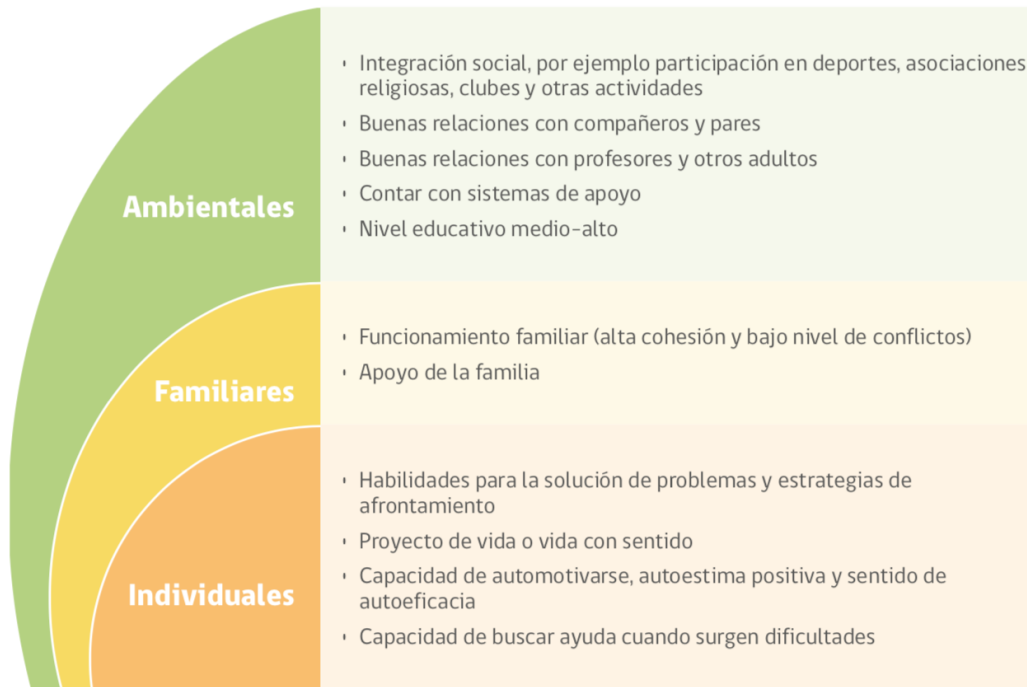 Ambientales
· Integración social, por ejemplo participación en deportes, asociaciones
religiosas, clubes y otras actividades
· Buenas relaciones con compañeros y pares
· Buenas relaciones con profesores y otros adultos
· Contar con sistemas de apoyo
· Nivel educativo medio-alto
Familiares
· Funcionamiento familiar (alta cohesión y bajo nivel de conflictos)
· Apoyo de la familia
Individuales
· Habilidades para la solución de problemas y estrategias de
afrontamiento
· Proyecto de vida o vida con sentido
· Capacidad de automotivarse, autoestima positiva y sentido de
autoeficacia
· Capacidad de buscar ayuda cuando surgen dificultades